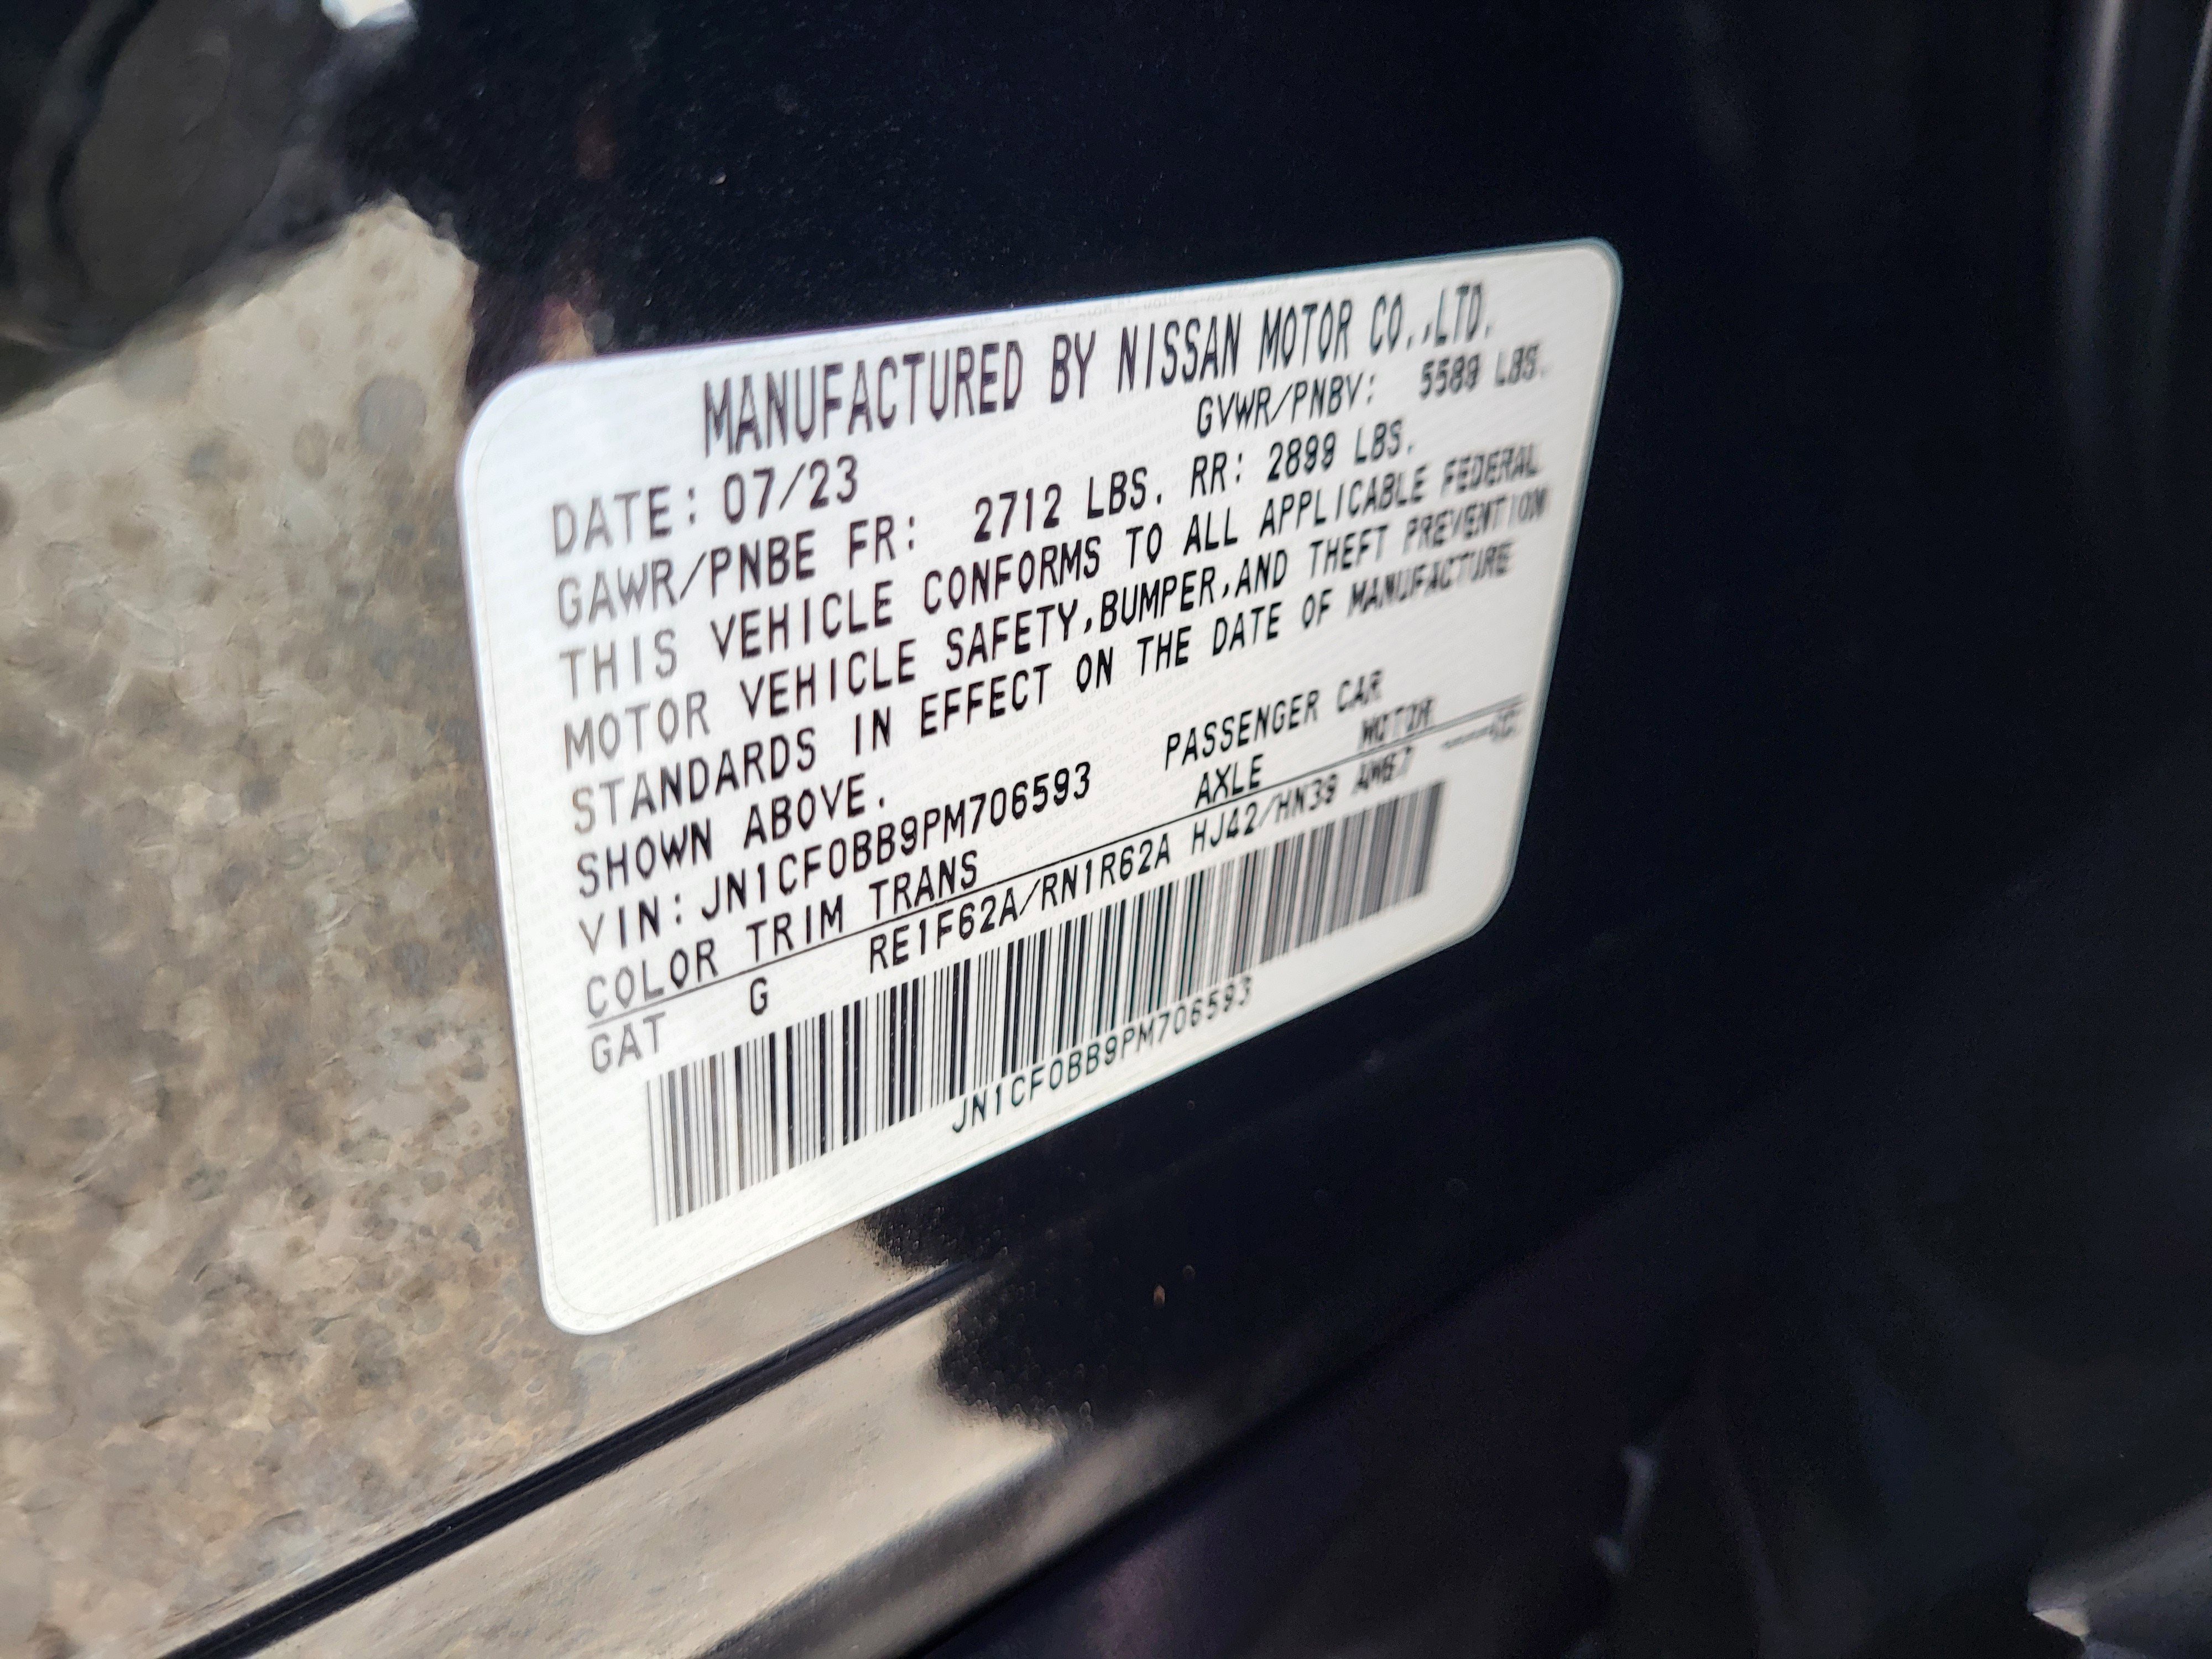 MANUFACTURED BY NISSAN MOTOR CO.,LTD.
DATE: 07/23 GVWR/PNBV: 5589 LBS.
GAWR/PNBE FR: 2712 LBS. RR: 2899 LBS.
THIS VEHICLE CONFORMS TO ALL APPLICABLE FEDERAL
MOTOR VEHICLE SAFETY,BUMPER,AND THEFT PREVENTION
STANDARDS IN EFFECT ON THE DATE OF MANUFACTURE
SHOWN ABOVE.
VIN: JN1CF0BB9PM706593 PASSENGER CAR
COLOR TRIM TRANS AXLE MOTOR
GAT G RE1F62A/RN1R62A HJ42/HN39 AM67
JN1CF0BB9PM706593